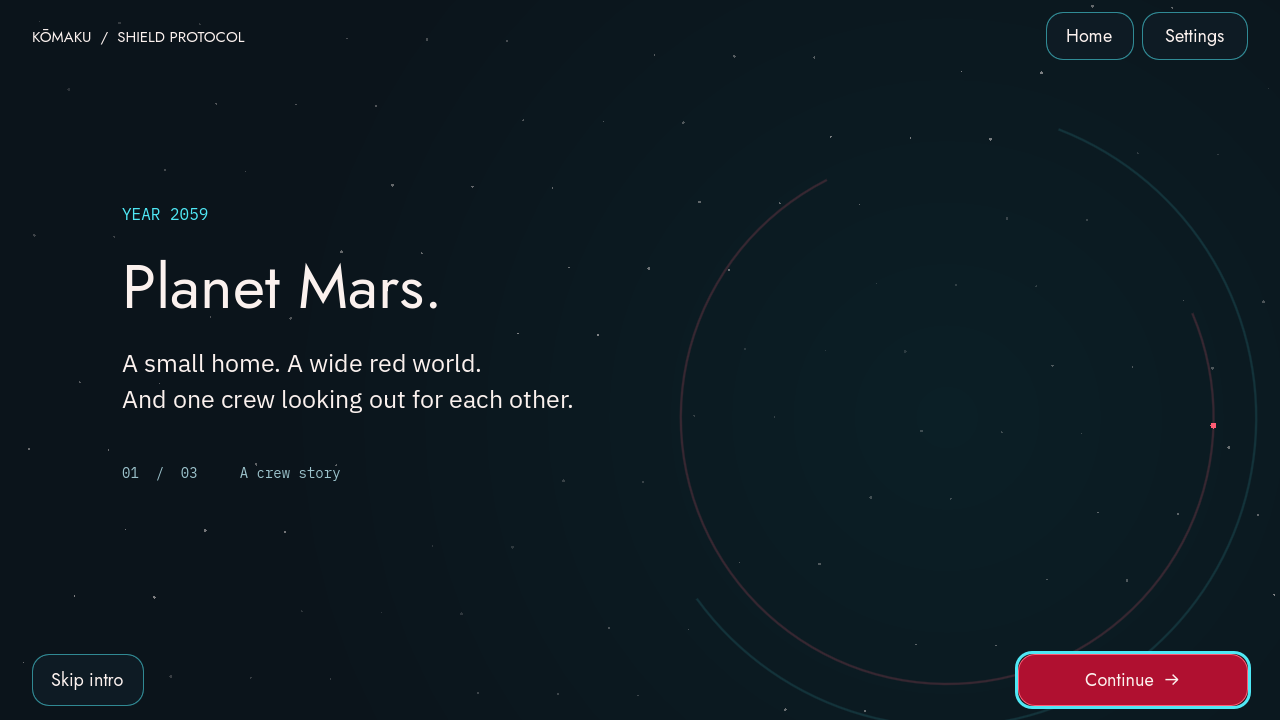 KŌMAKU / SHIELD PROTOCOL
Home
Settings
YEAR 2059
Planet Mars.
A small home. A wide red world.
And one crew looking out for each other.
01 / 03 A crew story
Skip intro
Continue →